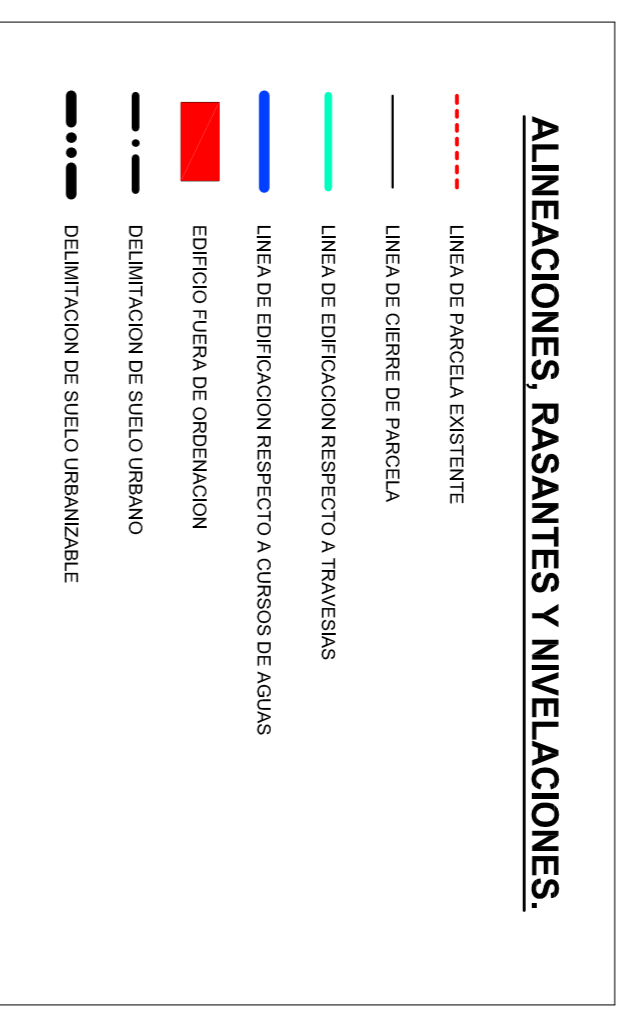 ALINEACIONES, RASANTES Y NIVELACIONES.
LINEA DE PARCELA EXISTENTE
LINEA DE CIERRE DE PARCELA
LINEA DE EDIFICACION RESPECTO A TRAVESIAS
LINEA DE EDIFICACION RESPECTO A CURSOS DE AGUAS
EDIFICIO FUERA DE ORDENACION
DELIMITACION DE SUELO URBANO
DELIMITACION DE SUELO URBANIZABLE